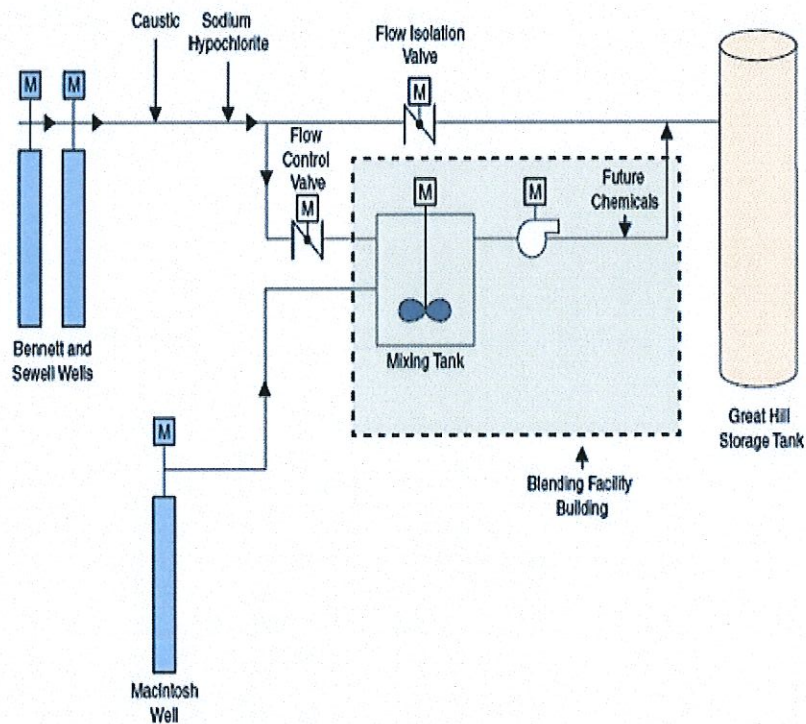 Caustic
Sodium
Hypochlorite
Flow Isolation
Valve
M
M
M
Flow
Control
Valve
M
M
M
Future
Chemicals
Bennett and
Sewell Wells
Mixing Tank
M
Great Hill
Storage Tank
Blending Facility
Building
MacIntosh
Well